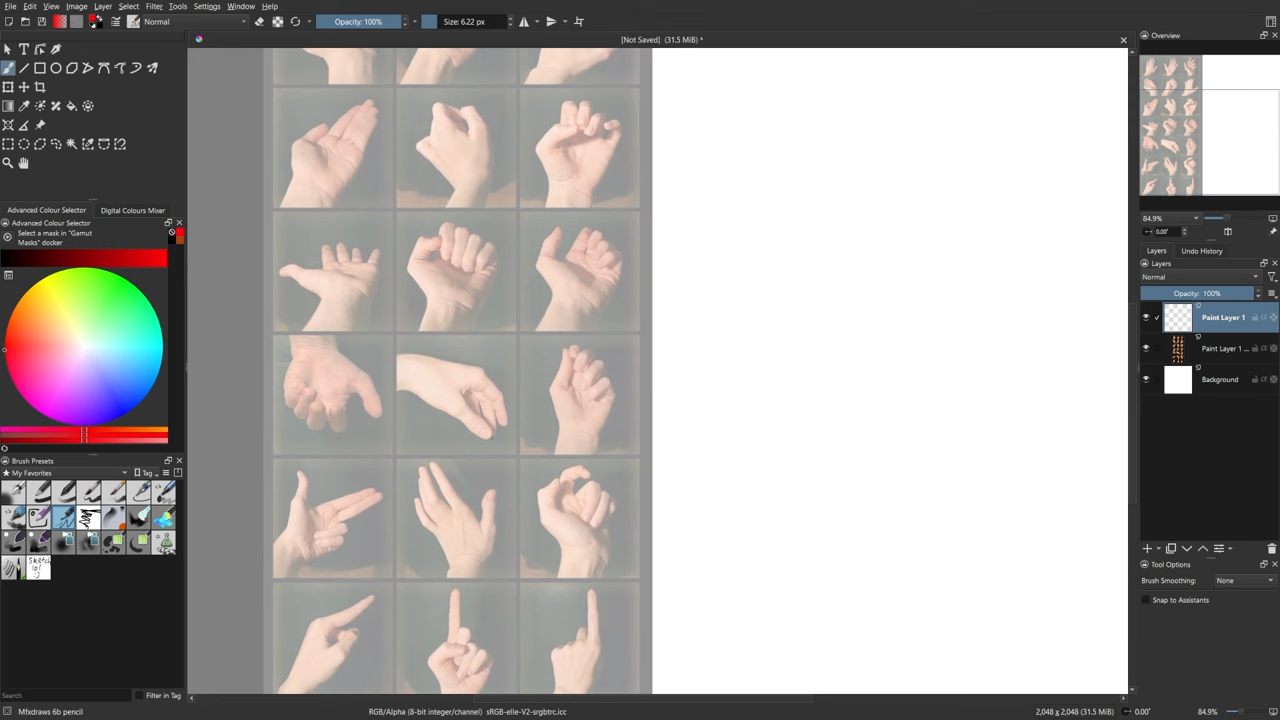 File Edit View Image Layer Select Filter Tools Settings Window Help
Normal Opacity: 100% Size: 6.22 px
[Not Saved] (31.5 MiB) *
Overview
84.9%
0.00°
Advanced Colour Selector Digital Colours Mixer
Advanced Colour Selector
Select a mask in "Gamut
Masks" docker
Layers Undo History
Layers
Normal
Opacity: 100%
Paint Layer 1
Paint Layer 1 ...
Background
Brush Presets
My Favorites Tag
Sketch
lol
:)
Tool Options
Brush Smoothing: None
Snap to Assistants
Search Filter in Tag
Mfxdraws 6b pencil RGB/Alpha (8-bit integer/channel) sRGB-elle-V2-srgbtrc.icc 2,048 x 2,048 (31.5 MiB) 0.00° 84.9%